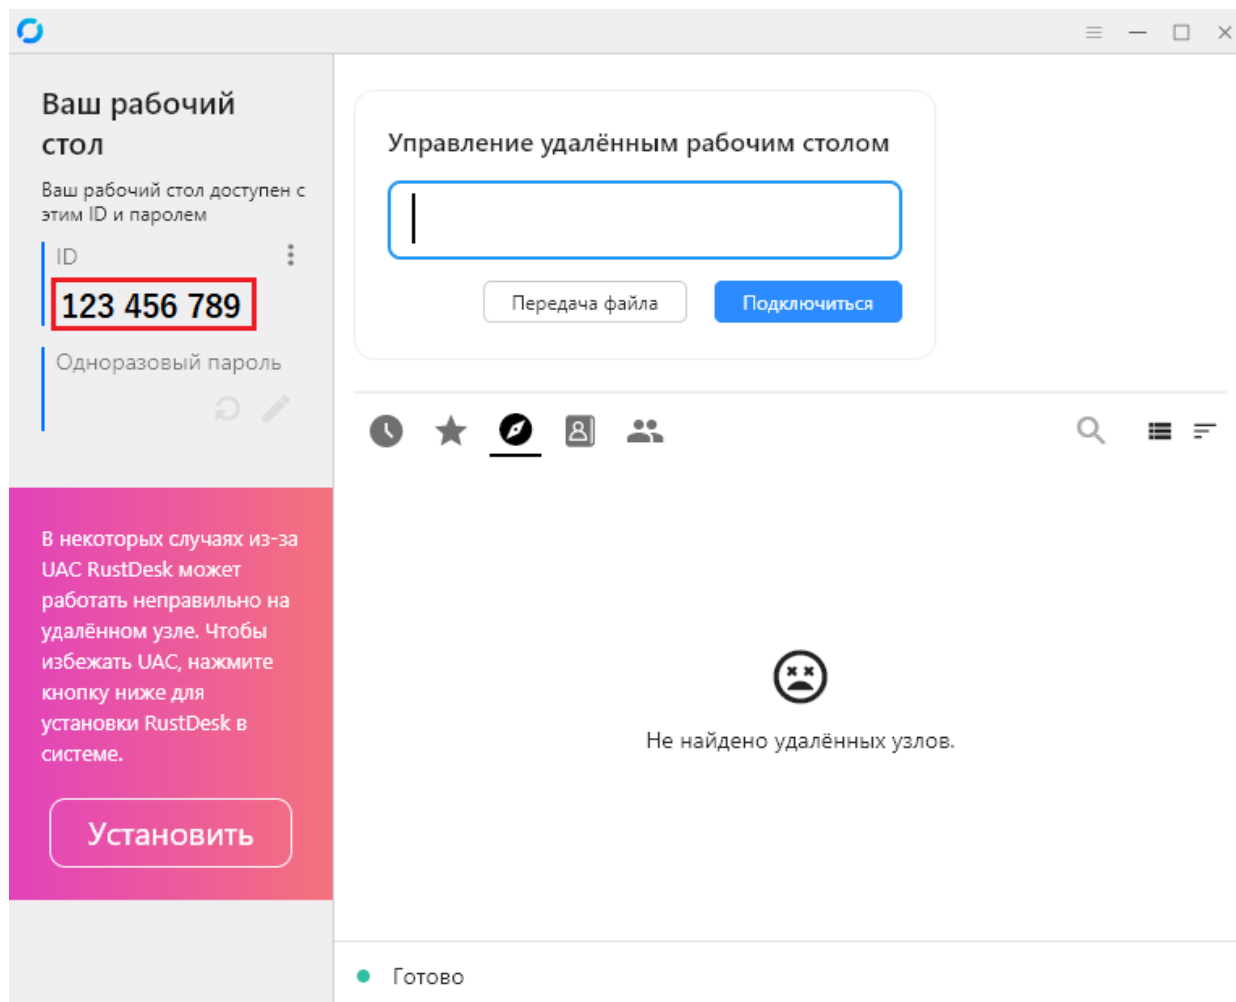 Ваш рабочий
стол
Ваш рабочий стол доступен с
этим ID и паролем
ID
123 456 789
Одноразовый пароль
В некоторых случаях из-за
UAC RustDesk может
работать неправильно на
удалённом узле. Чтобы
избежать UAC, нажмите
кнопку ниже для
установки RustDesk в
системе.
Установить
Управление удалённым рабочим столом
Передача файла
Подключиться
Не найдено удалённых узлов.
Готово